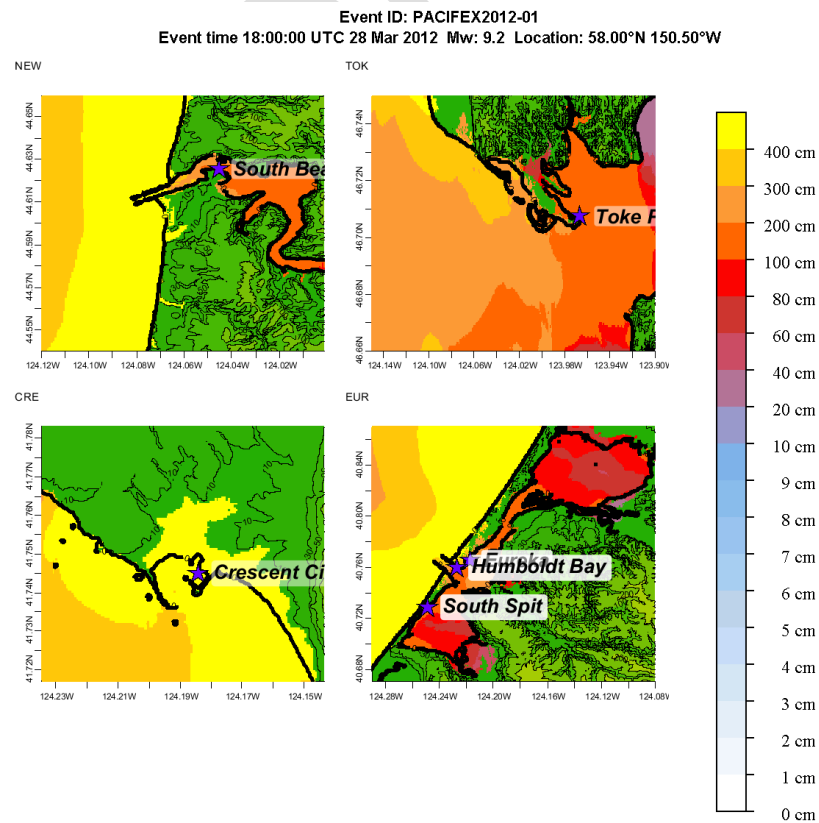 Event ID: PACIFEX2012-01
Event time 18:00:00 UTC 28 Mar 2012 Mw: 9.2 Location: 58.00°N 150.50°W
NEW
44.65N
44.63N
44.61N
44.59N
44.57N
44.55N
South Bea
124.12W 124.10W 124.08W 124.06W 124.04W 124.02W
TOK
46.74N
46.72N
46.70N
46.68N
46.66N
Toke P
124.14W 124.10W 124.06W 124.02W 123.98W 123.94W 123.90W
CRE
41.78N
41.77N
41.76N
41.75N
41.74N
41.73N
41.72N
Crescent Ci
124.23W 124.21W 124.19W 124.17W 124.15W
EUR
40.84N
40.80N
40.76N
40.72N
40.68N
Eureka
Humboldt Bay
South Spit
124.28W 124.24W 124.20W 124.16W 124.12W 124.08W
400 cm
300 cm
200 cm
100 cm
80 cm
60 cm
40 cm
20 cm
10 cm
9 cm
8 cm
7 cm
6 cm
5 cm
4 cm
3 cm
2 cm
1 cm
0 cm